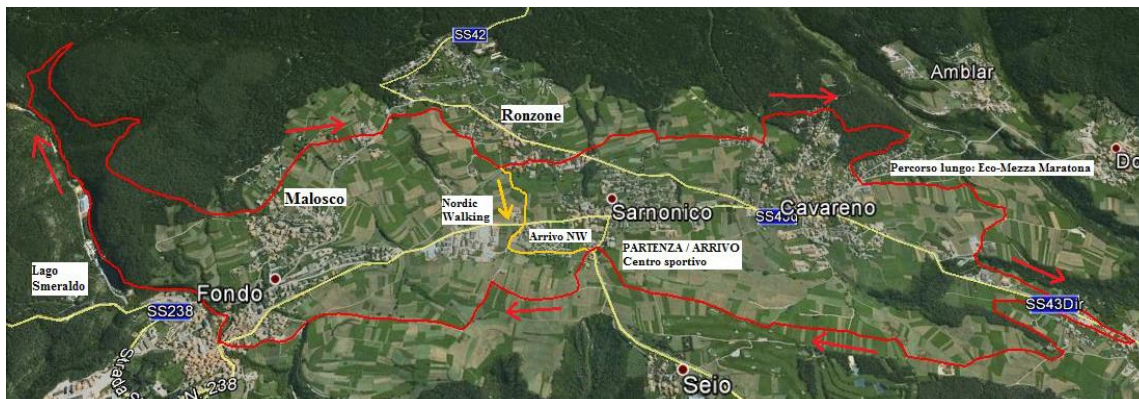 SS42
Amblar
Ronzone
Do
Percorso lungo: Eco-Mezza Maratona
Malosco
Nordic
Walking
Sarnonico
Cavareno
Arrivo NW
PARTENZA / ARRIVO
Centro sportivo
Lago
Smeraldo
Fondo
SS238
SS43Dir
N. 238
Seio